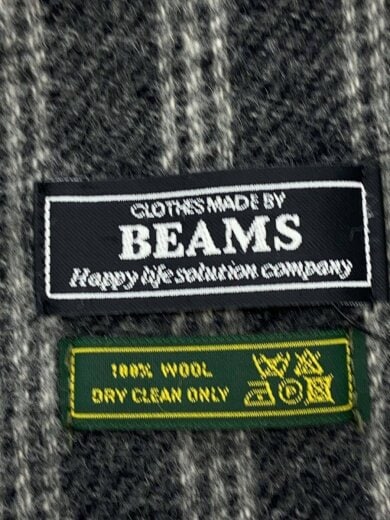 CLOTHES MADE BY
BEAMS
Happy life solution company
100% WOOL
DRY CLEAN ONLY